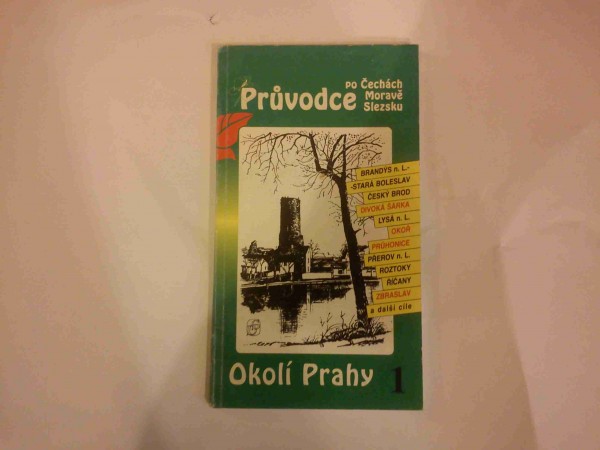 Průvodce
po Čechách
Moravě
Slezsku
BRANDÝS n. L.-
-STARÁ BOLESLAV
ČESKÝ BROD
DIVOKÁ ŠÁRKA
LYSÁ n. L.
OKOŘ
PRŮHONICE
PŘEROV n. L.
ROZTOKY
ŘÍČANY
ZBRASLAV
a další cíle
Okolí Prahy 1